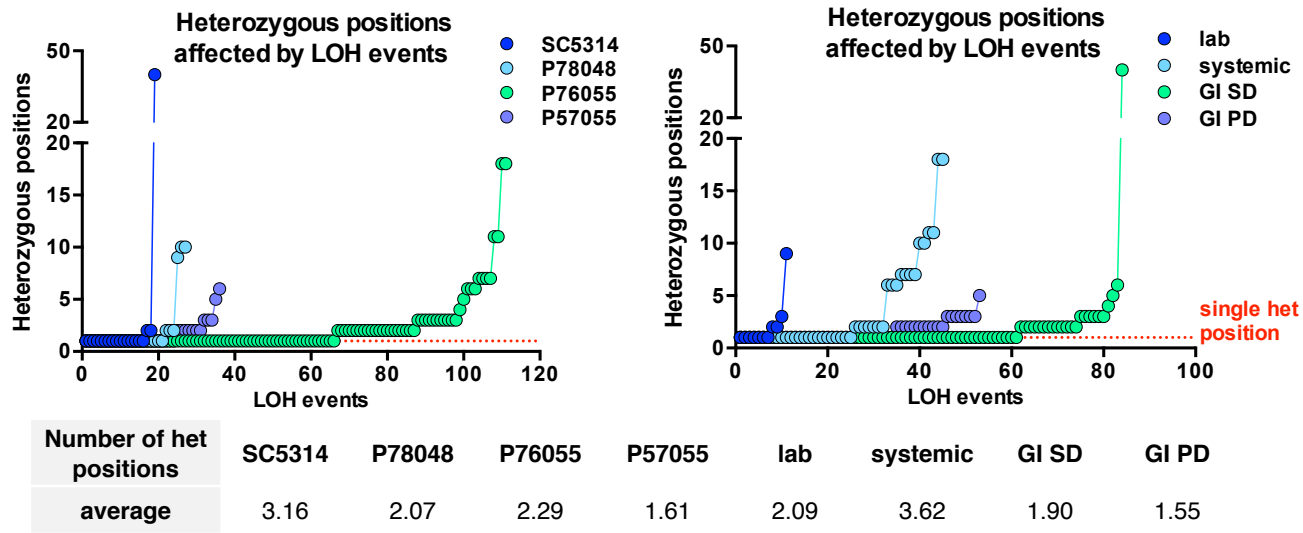 Heterozygous positions
affected by LOH events
Heterozygous positions
50
20
20
15
10
5
0
0 20 40 60 80 100 120
LOH events
SC5314
P78048
P76055
P57055
Heterozygous positions
affected by LOH events
Heterozygous positions
50
20
20
15
10
5
0
0 20 40 60 80 100
LOH events
lab
systemic
GI SD
GI PD
single het
position
Number of het
positions SC5314 P78048 P76055 P57055 lab systemic GI SD GI PD
average 3.16 2.07 2.29 1.61 2.09 3.62 1.90 1.55